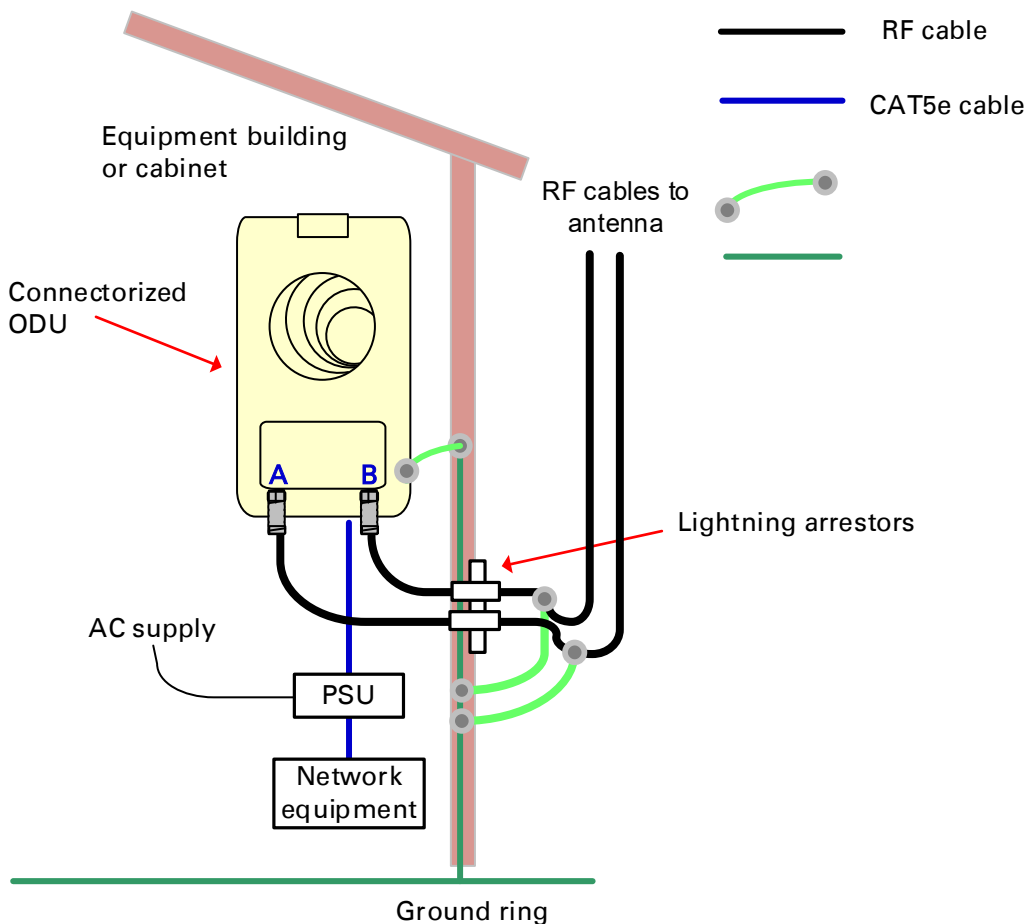 RF cable
CAT5e cable
Equipment building
or cabinet
RF cables to
antenna
Connectorized
ODU
A
B
Lightning arrestors
AC supply
PSU
Network
equipment
Ground ring